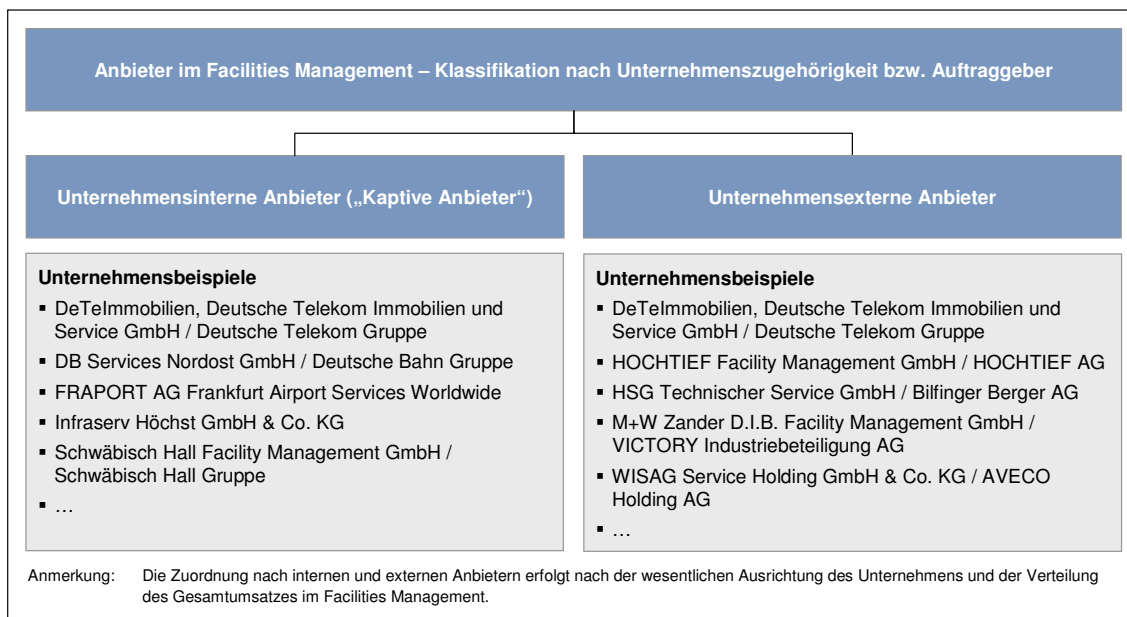 Anbieter im Facilities Management – Klassifikation nach Unternehmenszugehörigkeit bzw. Auftraggeber
Unternehmensinterne Anbieter („Kaptive Anbieter“)
Unternehmensbeispiele
▪ DeTeImmobilien, Deutsche Telekom Immobilien und
Service GmbH / Deutsche Telekom Gruppe
▪ DB Services Nordost GmbH / Deutsche Bahn Gruppe
▪ FRAPORT AG Frankfurt Airport Services Worldwide
▪ Infraserv Höchst GmbH & Co. KG
▪ Schwäbisch Hall Facility Management GmbH /
Schwäbisch Hall Gruppe
▪ …
Unternehmensexterne Anbieter
Unternehmensbeispiele
▪ DeTeImmobilien, Deutsche Telekom Immobilien und
Service GmbH / Deutsche Telekom Gruppe
▪ HOCHTIEF Facility Management GmbH / HOCHTIEF AG
▪ HSG Technischer Service GmbH / Bilfinger Berger AG
▪ M+W Zander D.I.B. Facility Management GmbH /
VICTORY Industriebeteiligung AG
▪ WISAG Service Holding GmbH & Co. KG / AVECO
Holding AG
▪ …
Anmerkung: Die Zuordnung nach internen und externen Anbietern erfolgt nach der wesentlichen Ausrichtung des Unternehmens und der Verteilung
des Gesamtumsatzes im Facilities Management.